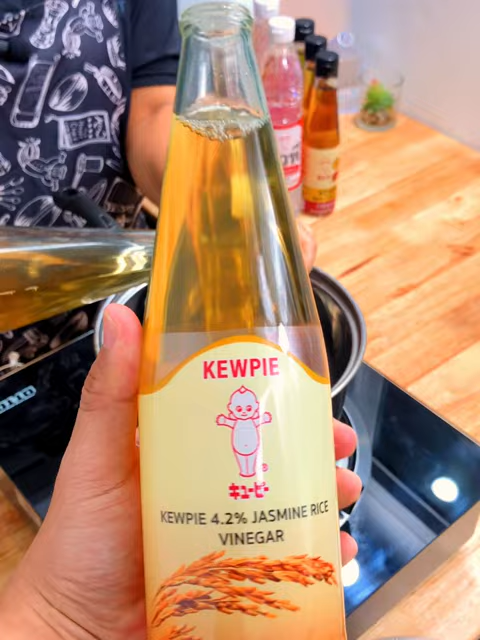 KEWPIE
®
キユーピー
KEWPIE 4.2% JASMINE RICE
VINEGAR